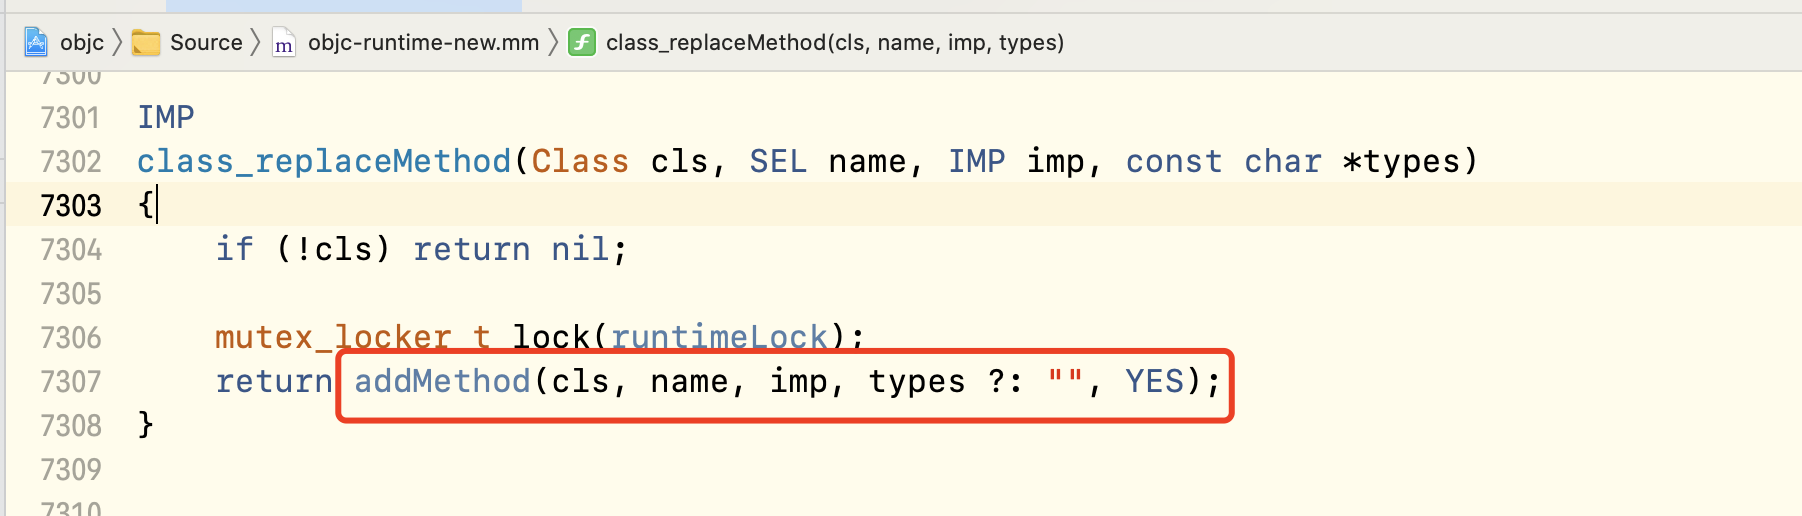 objc 〉 Source 〉 m objc-runtime-new.mm 〉 f class_replaceMethod(cls, name, imp, types)
7300
7301 IMP
7302 class_replaceMethod(Class cls, SEL name, IMP imp, const char *types)
7303 {
7304     if (!cls) return nil;
7305
7306     mutex_locker_t lock(runtimeLock);
7307     return addMethod(cls, name, imp, types ?: "", YES);
7308 }
7309
7310